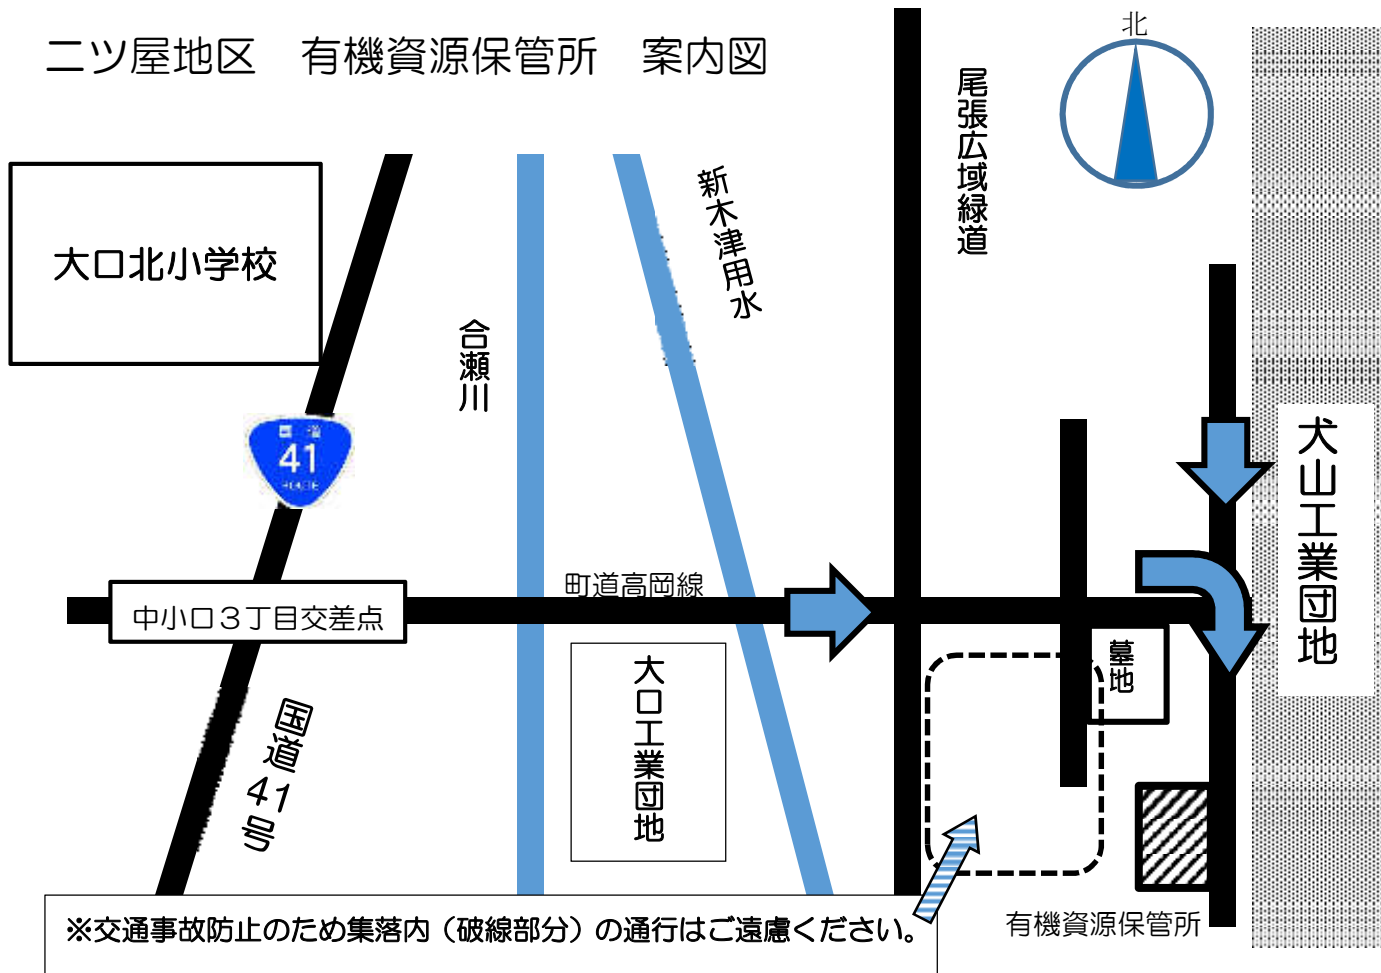 二ツ屋地区　有機資源保管所　案内図
北
尾張広域緑道
新木津用水
大口北小学校
合瀬川
国道
41
ROUTE
犬山工業団地
町道高岡線
中小口３丁目交差点
墓地
大口工業団地
国道41号
有機資源保管所
※交通事故防止のため集落内（破線部分）の通行はご遠慮ください。